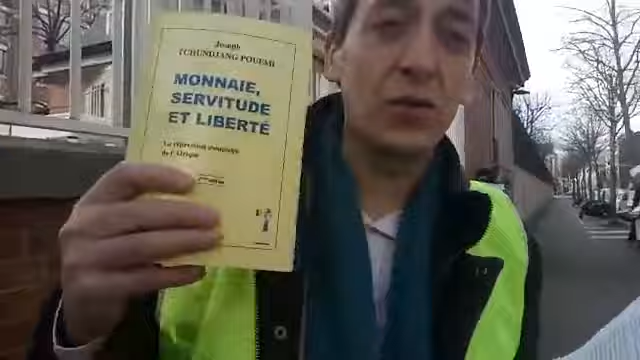 Joseph
TCHUNDJANG POUEMI
MONNAIE,
SERVITUDE
ET LIBERTÉ
La répression monétaire
de l'Afrique